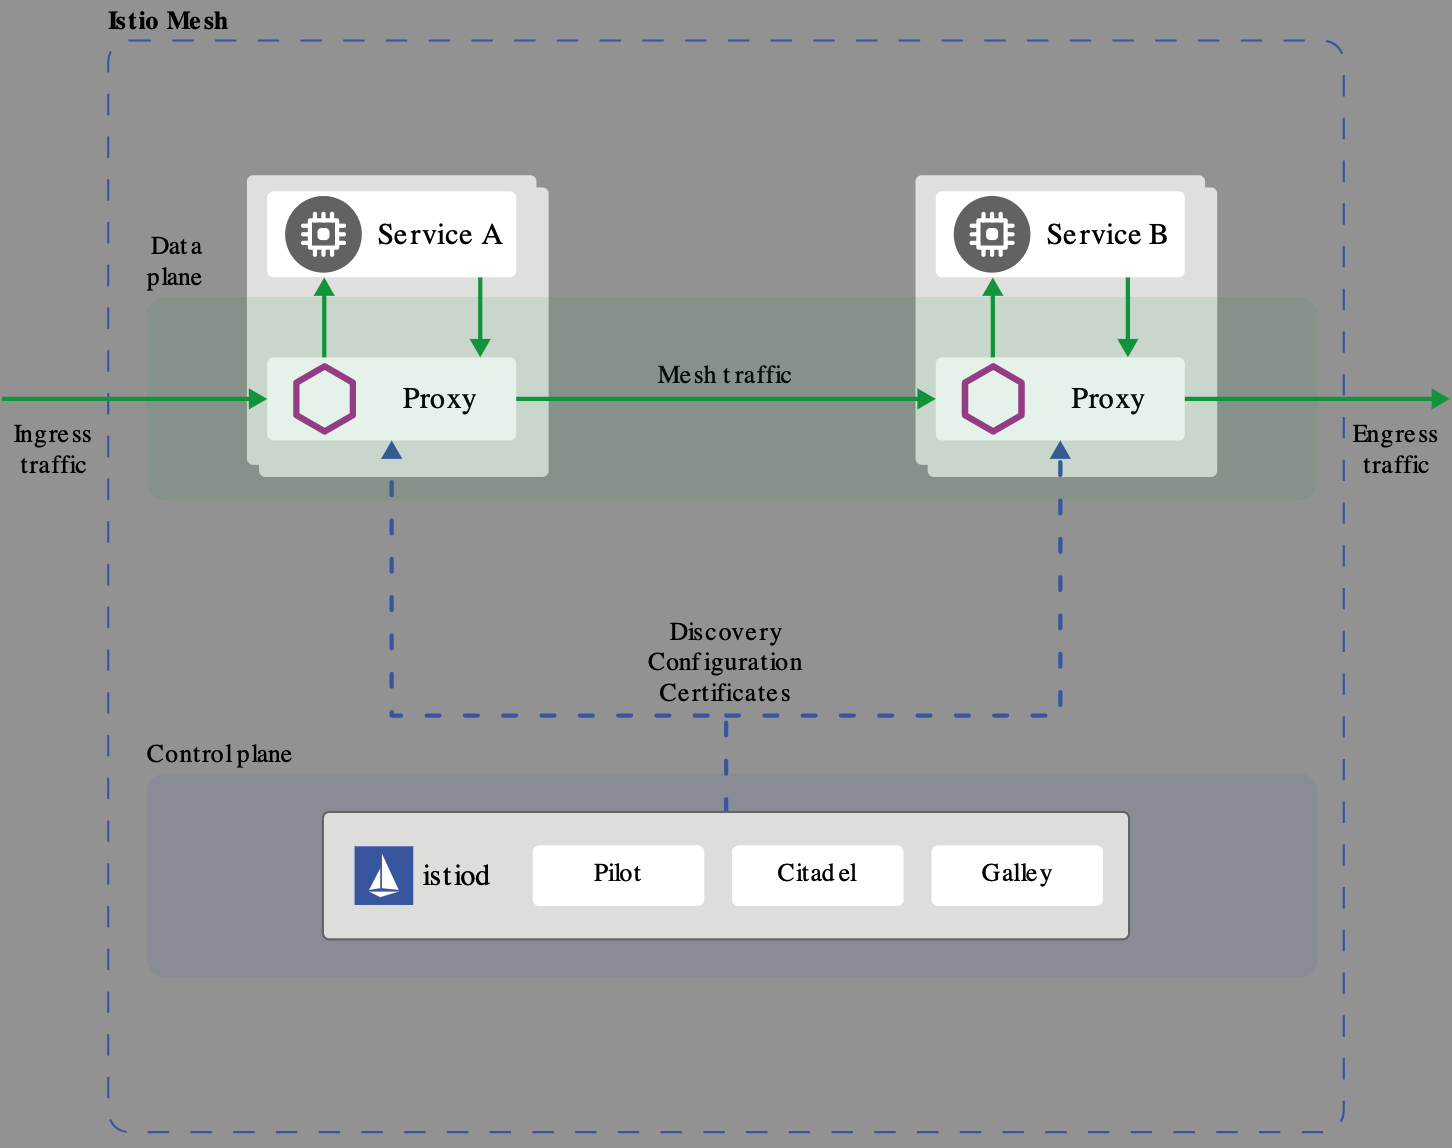 Istio Mesh
Service A
Service B
Data
plane
Proxy
Mesh traffic
Proxy
Ingress
traffic
Engress
traffic
Discovery
Configuration
Certificates
Control plane
istiod
Pilot
Citadel
Galley